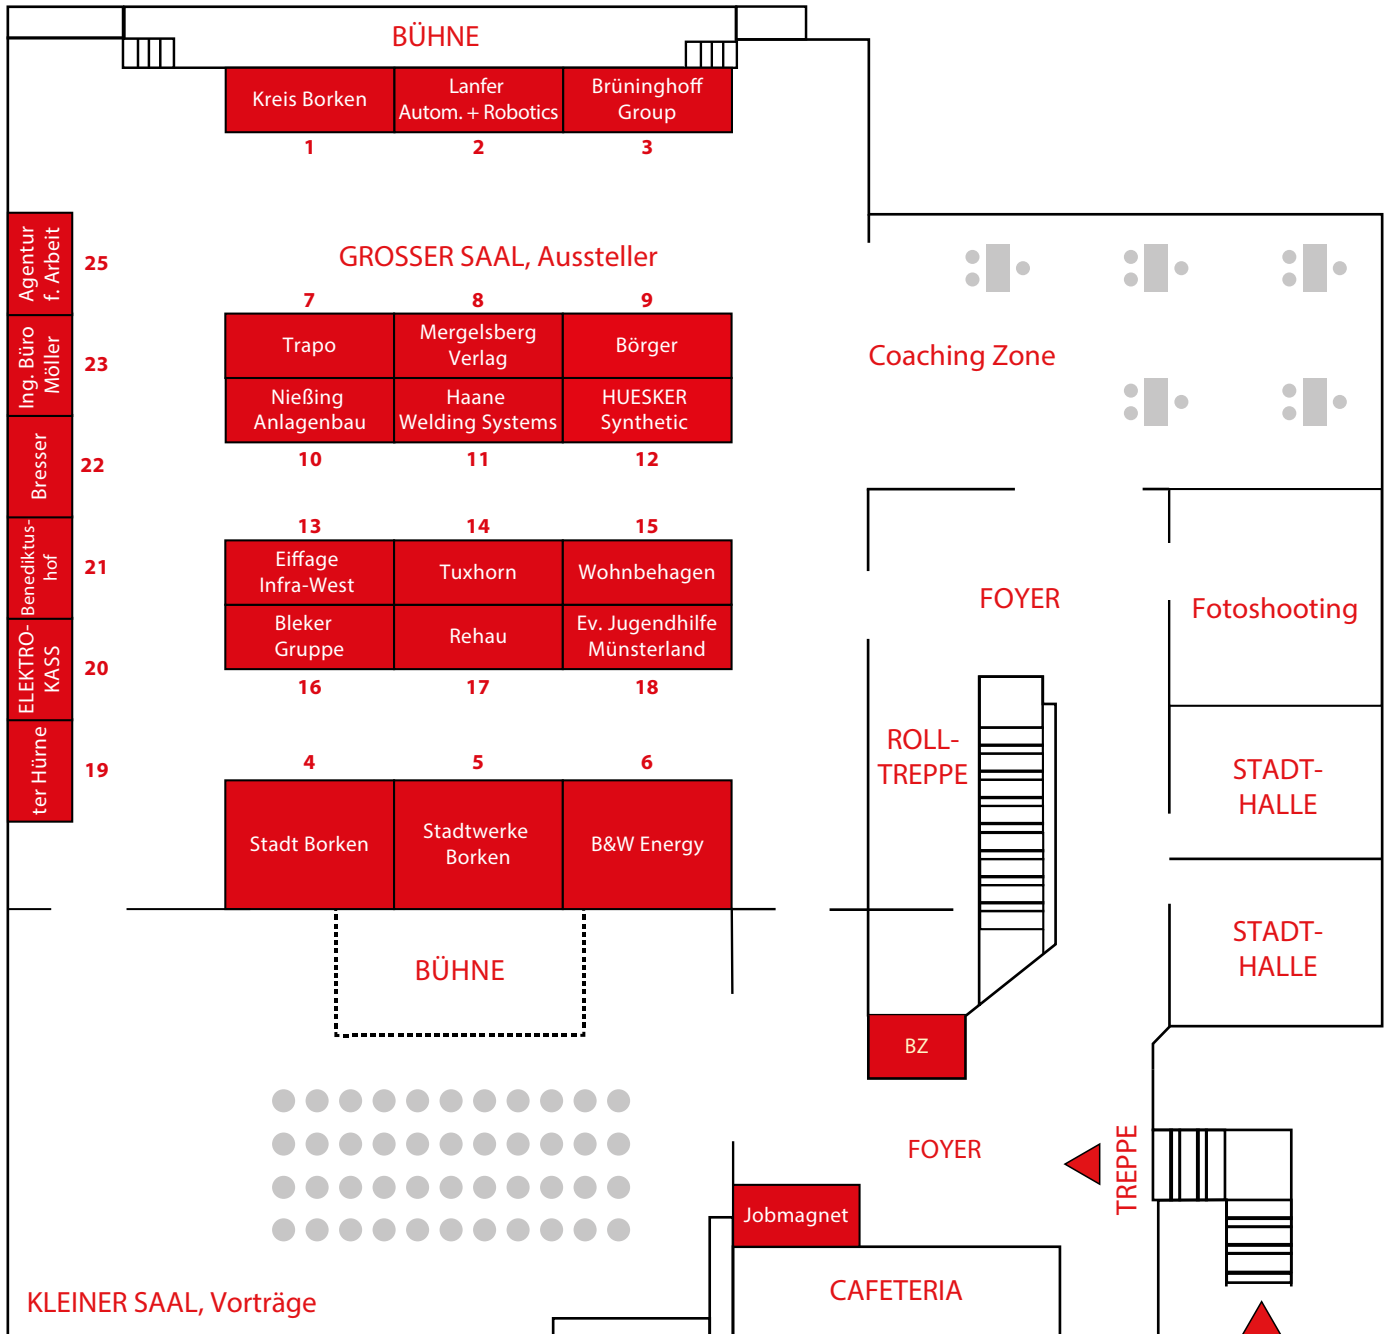 BÜHNE
Kreis Borken
Lanfer
Autom. + Robotics
Brüninghoff
Group
1
2
3
Agentur
f. Arbeit
25
Ing. Büro
Möller
23
Bresser
22
Benediktus-
hof
21
ELEKTRO-
KASS
20
ter Hürne
19
GROSSER SAAL, Aussteller
7
8
9
Trapo
Mergelsberg
Verlag
Börger
Nießing
Anlagenbau
Haane
Welding Systems
HUESKER
Synthetic
10
11
12
13
14
15
Eiffage
Infra-West
Tuxhorn
Wohnbehagen
Bleker
Gruppe
Rehau
Ev. Jugendhilfe
Münsterland
16
17
18
4
5
6
Stadt Borken
Stadtwerke
Borken
B&W Energy
Coaching Zone
FOYER
Fotoshooting
ROLL-
TREPPE
STADT-
HALLE
STADT-
HALLE
BÜHNE
BZ
FOYER
TREPPE
Jobmagnet
CAFETERIA
KLEINER SAAL, Vorträge